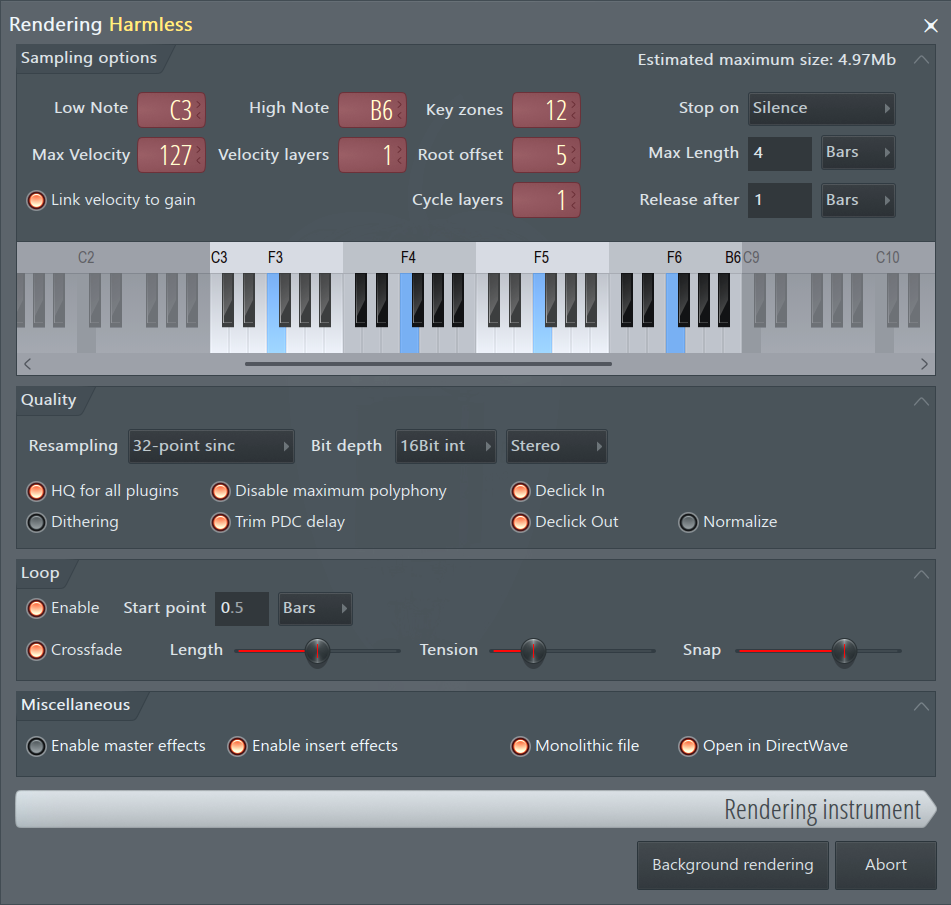 Rendering Harmless
Sampling options
Estimated maximum size: 4.97Mb
Low Note C3 High Note B6 Key zones 12 Stop on Silence
Max Velocity 127 Velocity layers 1 Root offset 5 Max Length 4 Bars
Link velocity to gain Cycle layers 1 Release after 1 Bars
C2 C3 F3 F4 F5 F6 B6 C9 C10
Quality
Resampling 32-point sinc Bit depth 16Bit int Stereo
HQ for all plugins Disable maximum polyphony Declick In
Dithering Trim PDC delay Declick Out Normalize
Loop
Enable Start point 0.5 Bars
Crossfade Length Tension Snap
Miscellaneous
Enable master effects Enable insert effects Monolithic file Open in DirectWave
Rendering instrument
Background rendering Abort